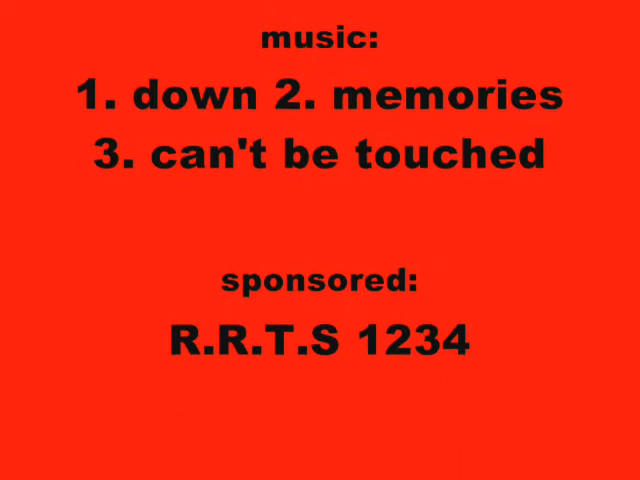 music:
1. down 2. memories
3. can't be touched
sponsored:
R.R.T.S 1234